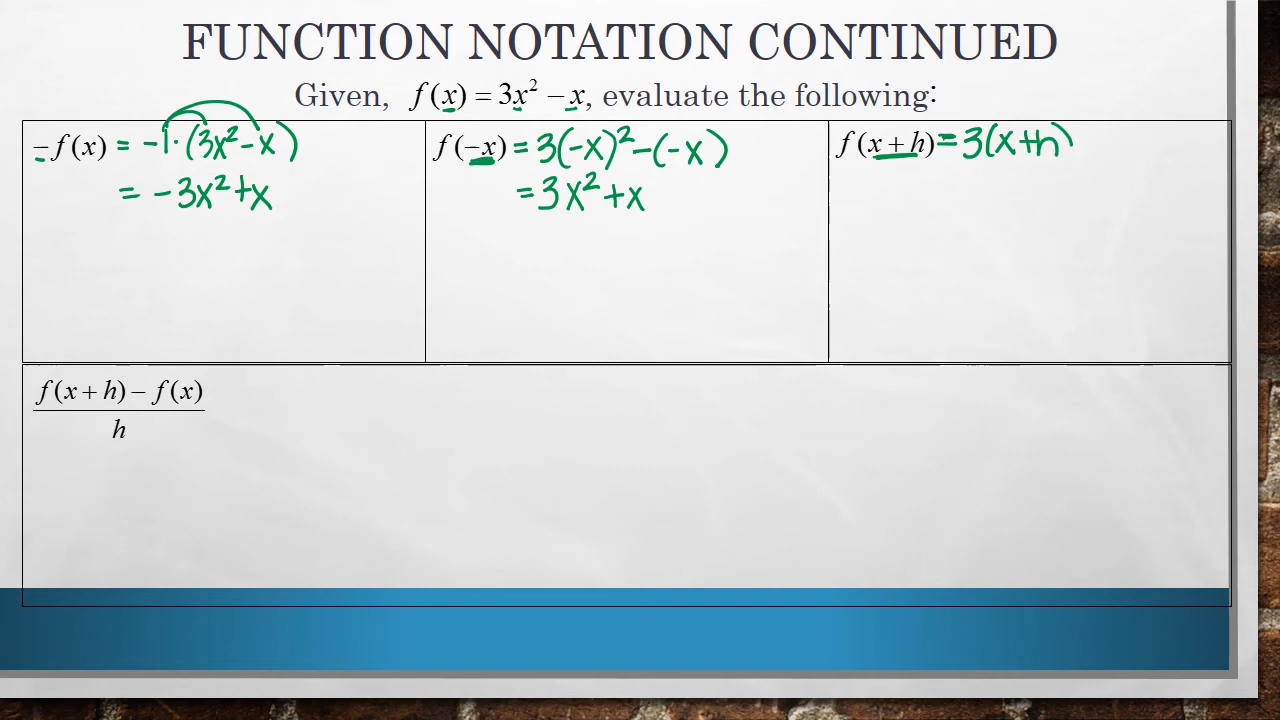 FUNCTION NOTATION CONTINUED
Given, f(x) = 3x² − x, evaluate the following:
−f(x) = −1·(3x² − x)
= −3x² + x
f(−x) = 3(−x)² − (−x)
= 3x² + x
f(x + h) = 3(x + h)
f(x + h) − f(x)
h